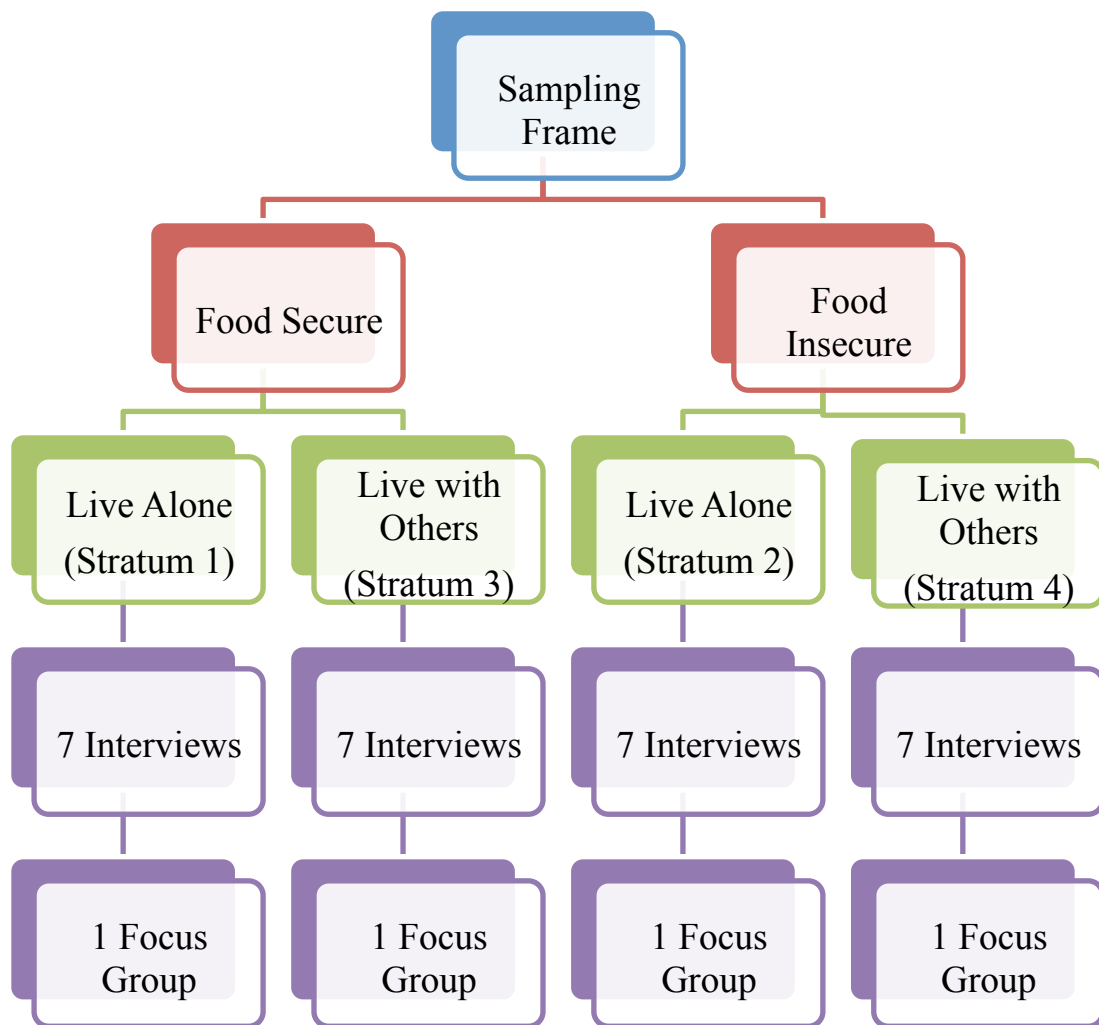 Sampling
Frame
Food Secure
Food
Insecure
Live Alone
(Stratum 1)
Live with
Others
(Stratum 3)
Live Alone
(Stratum 2)
Live with
Others
(Stratum 4)
7 Interviews
7 Interviews
7 Interviews
7 Interviews
1 Focus
Group
1 Focus
Group
1 Focus
Group
1 Focus
Group